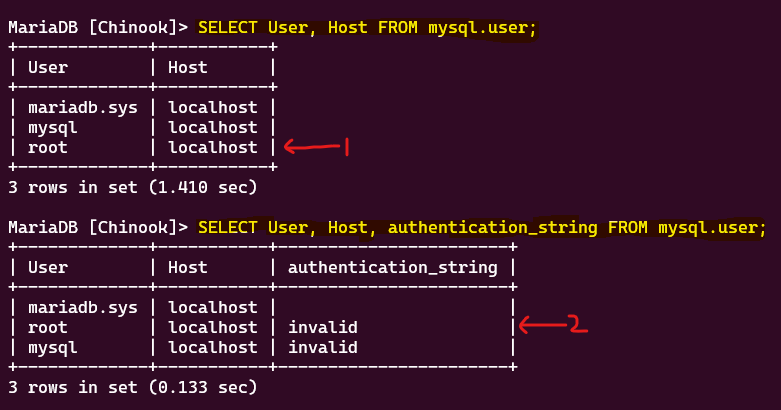 MariaDB [Chinook]> SELECT User, Host FROM mysql.user;
+-------------+-----------+
| User        | Host      |
+-------------+-----------+
| mariadb.sys | localhost |
| mysql       | localhost |
| root        | localhost | 1
+-------------+-----------+
3 rows in set (1.410 sec)
MariaDB [Chinook]> SELECT User, Host, authentication_string FROM mysql.user;
+-------------+-----------+-----------------------+
| User        | Host      | authentication_string |
+-------------+-----------+-----------------------+
| mariadb.sys | localhost |                       |
| root        | localhost | invalid               | 2
| mysql       | localhost | invalid               |
+-------------+-----------+-----------------------+
3 rows in set (0.133 sec)